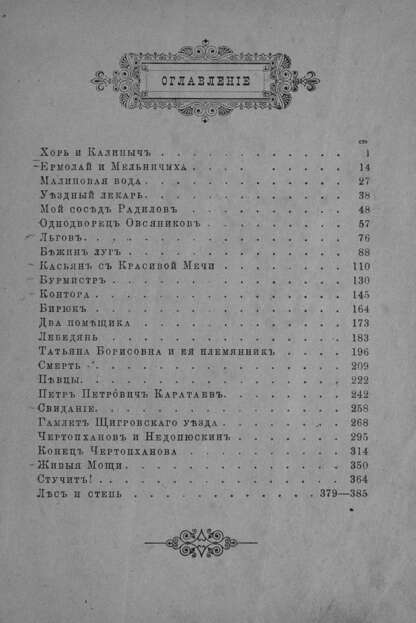 ОГЛАВЛЕНІЕ
стр
Хорь и Калинычъ . . . . . . . . . . . 1
Ермолай и Мельничиха . . . . . . . . . 14
Малиновая вода . . . . . . . . . . . 27
Уѣздный лекарь . . . . . . . . . . . 38
Мой сосѣдъ Радиловъ . . . . . . . . . 48
Однодворецъ Овсяниковъ . . . . . . . . 57
Льговъ . . . . . . . . . . . . . . 76
Бѣжинъ лугъ . . . . . . . . . . . . 88
Касьянъ съ Красивой Мечи . . . . . . . 110
Бурмистръ . . . . . . . . . . . . . 130
Контора . . . . . . . . . . . . . . 145
Бирюкъ . . . . . . . . . . . . . . 164
Два помѣщика . . . . . . . . . . . . 173
Лебедянь . . . . . . . . . . . . . 183
Татьяна Борисовна и ея племянникъ . . . . 196
Смерть . . . . . . . . . . . . . . 209
Пѣвцы . . . . . . . . . . . . . . 222
Петръ Петровичъ Каратаевъ . . . . . . . 242
Свиданіе . . . . . . . . . . . . . 258
Гамлетъ Щигровскаго уѣзда . . . . . . . 268
Чертопхановъ и Недопюскинъ . . . . . . 295
Конецъ Чертопханова . . . . . . . . . 314
Живыя Мощи . . . . . . . . . . . . 350
Стучитъ! . . . . . . . . . . . . . 364
Лѣсъ и степь . . . . . . . . . . 379—385